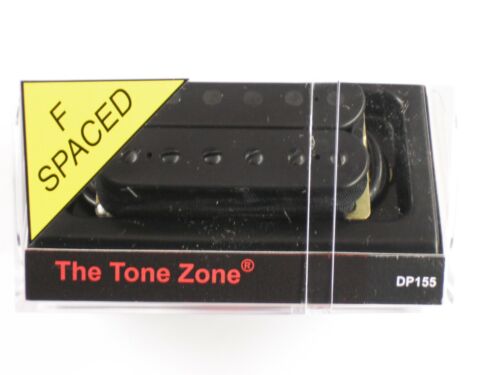 F
SPACED
The Tone Zone®
DP155